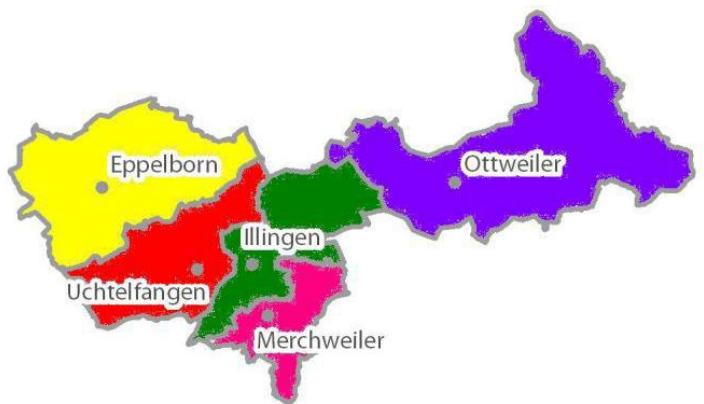 Eppelborn
Ottweiler
Illingen
Uchtelfangen
Merchweiler